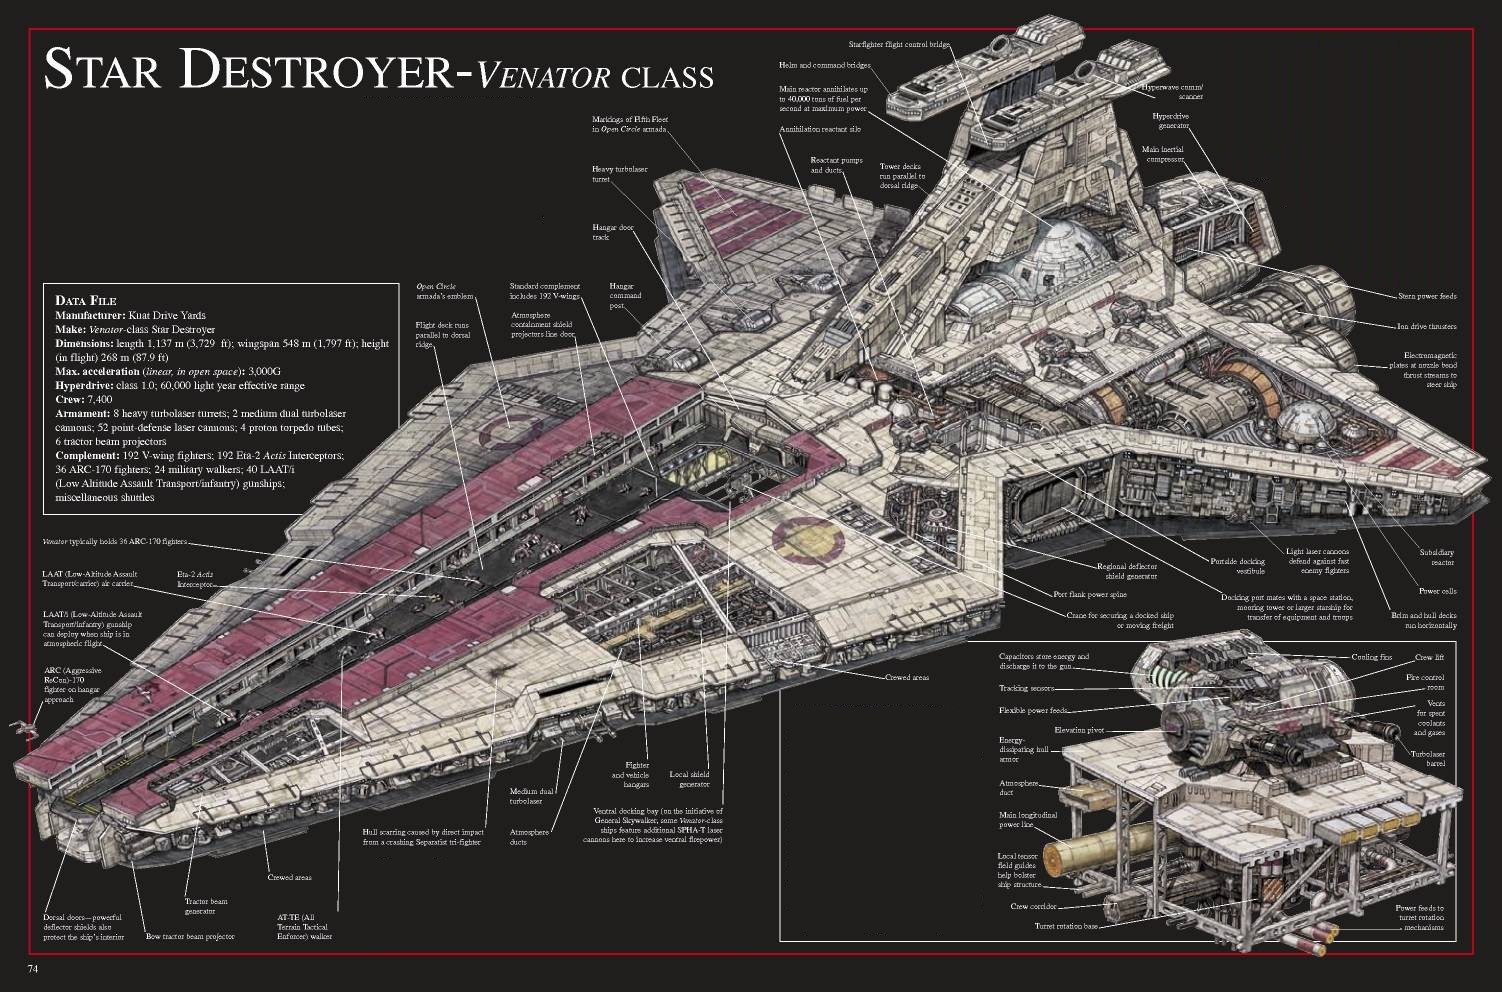 STAR DESTROYER-VENATOR CLASS
DATA FILE
Manufacturer: Kuat Drive Yards
Make: Venator-class Star Destroyer
Dimensions: length 1,137 m (3,729 ft); wingspan 548 m (1,797 ft); height
(in flight) 268 m (87.9 ft)
Max. acceleration (linear, in open space): 3,000G
Hyperdrive: class 1.0; 60,000 light year effective range
Crew: 7,400
Armament: 8 heavy turbolaser turrets; 2 medium dual turbolaser
cannons; 52 point-defense laser cannons; 4 proton torpedo tubes;
6 tractor beam projectors
Complement: 192 V-wing fighters; 192 Eta-2 Actis Interceptors;
36 ARC-170 fighters; 24 military walkers; 40 LAAT/i
(Low Altitude Assault Transport/infantry) gunships;
miscellaneous shuttles
Starfighter flight control bridge
Helm and command bridges
Main reactor annihilates up
to 40,000 tons of fuel per
second at maximum power
Annihilation reactant silo
Reactant pumps
and ducts
Tower decks
run parallel to
dorsal ridge
Markings of Fifth Fleet
in Open Circle armada
Heavy turbolaser
turret
Hangar door
track
Hyperwave comm/
scanner
Hyperdrive
generator
Main inertial
compressor
Open Circle
armada's emblem
Flight deck runs
parallel to dorsal
ridge
Standard complement
includes 192 V-wings
Atmosphere
containment shield
projectors line door
Hangar
command
post
Stern power feeds
Ion drive thrusters
Electromagnetic
plates at nozzle bend
thrust streams to
steer ship
Venator typically holds 36 ARC-170 fighters
LAAT (Low-Altitude Assault
Transport/carrier) air carrier
Eta-2 Actis
Interceptor
LAAT/i (Low-Altitude Assault
Transport/infantry) gunship
can deploy when ship is in
atmospheric flight
ARC (Aggressive
ReCon)-170
fighter on hangar
approach
Regional deflector
shield generator
Port flank power spine
Crane for securing a docked ship
or moving freight
Crewed areas
Portside docking
vestibule
Light laser cannons
defend against fast
enemy fighters
Docking port mates with a space station,
mooring tower or larger starship for
transfer of equipment and troops
Subsidiary
reactor
Power cells
Brim and hull decks
run horizontally
Fighter
and vehicle
hangars
Local shield
generator
Medium dual
turbolaser
Hull scarring caused by direct impact
from a crashing Separatist tri-fighter
Atmosphere
ducts
Ventral docking bay (on the initiative of
General Skywalker, some Venator-class
ships feature additional SPHA-T laser
cannons here to increase ventral firepower)
Crewed areas
Tractor beam
generator
AT-TE (All
Terrain Tactical
Enforcer) walker
Dorsal doors—powerful
deflector shields also
protect the ship's interior
Bow tractor beam projector
Capacitors store energy and
discharge it to the gun
Tracking sensors
Flexible power feeds
Elevation pivot
Energy-
dissipating hull
armor
Atmosphere
duct
Main longitudinal
power line
Local tensor
field guides
help bolster
ship structure
Crew corridor
Turret rotation base
Cooling fins
Crew lift
Fire control
room
Vents
for spent
coolants
and gases
Turbolaser
barrel
Power feeds to
turret rotation
mechanisms
74